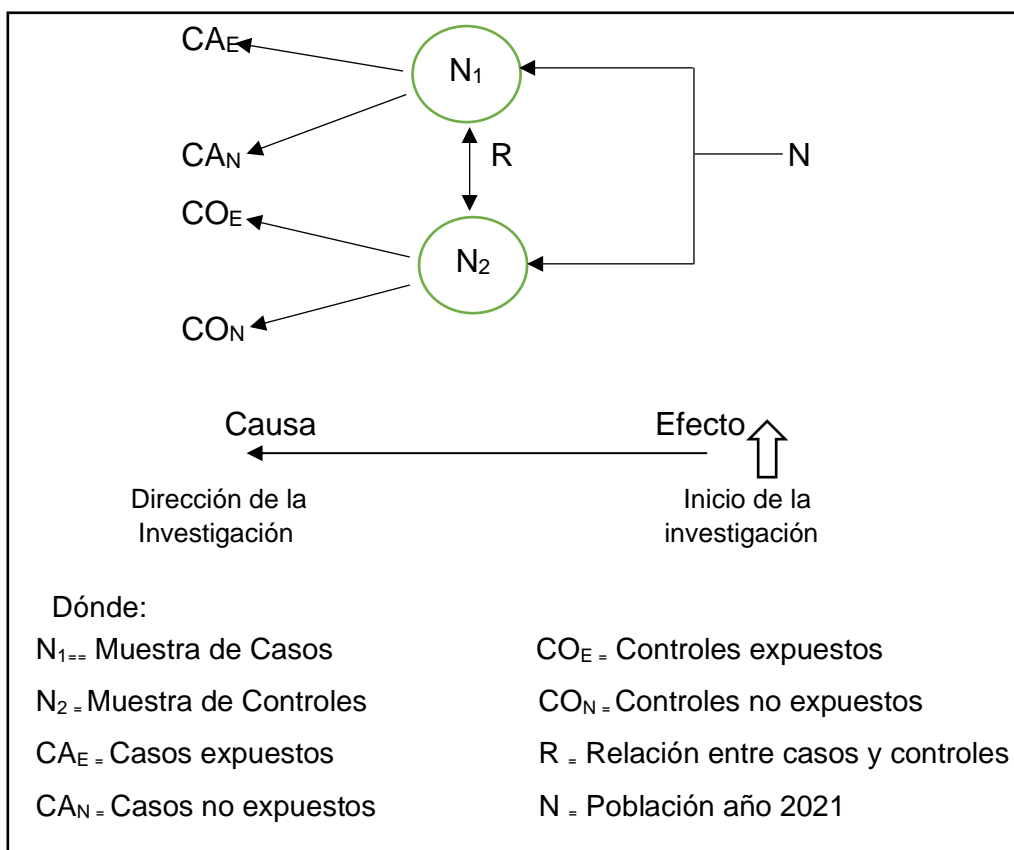 CAE
N1
CAN
R
N
COE
N2
CON
Causa
Efecto
Dirección de la
Investigación
Inicio de la
investigación
Dónde:
N1== Muestra de Casos
COE = Controles expuestos
N2 = Muestra de Controles
CON = Controles no expuestos
CAE = Casos expuestos
R = Relación entre casos y controles
CAN = Casos no expuestos
N = Población año 2021